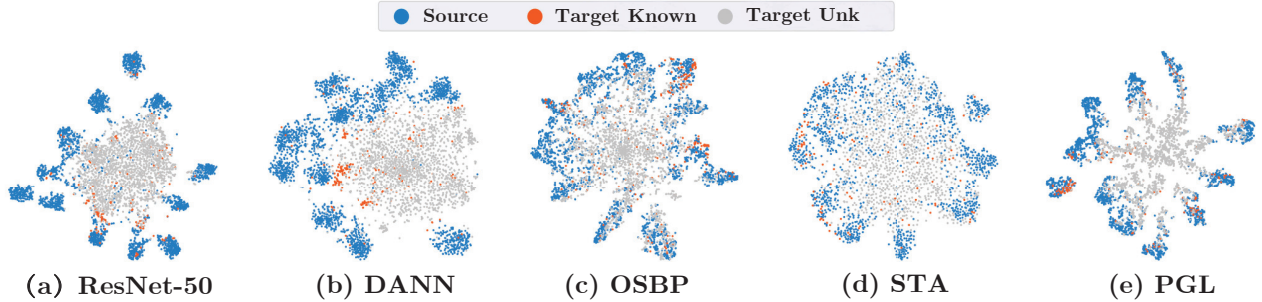 Source Target Known Target Unk
(a) ResNet-50 (b) DANN (c) OSBP (d) STA (e) PGL